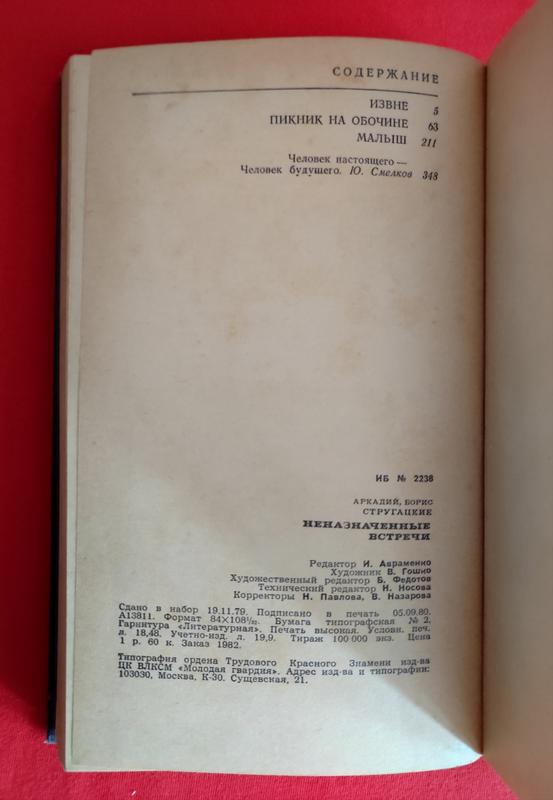 СОДЕРЖАНИЕ
ИЗВНЕ 5
ПИКНИК НА ОБОЧИНЕ 63
МАЛЫШ 211
Человек настоящего —
Человек будущего. Ю. Смелков 348
ИБ № 2238
АРКАДИЙ, БОРИС
СТРУГАЦКИЕ
НЕНАЗНАЧЕННЫЕ
ВСТРЕЧИ
Редактор И. Авраменко
Художник В. Гошко
Художественный редактор Б. Федотов
Технический редактор Н. Носова
Корректоры Н. Павлова, В. Назарова
Сдано в набор 19.11.79. Подписано в печать 05.09.80.
А13811. Формат 84×108¹/₃₂. Бумага типографская № 2.
Гарнитура «Литературная». Печать высокая. Условн. печ.
л. 18,48. Учетно-изд. л. 19,9. Тираж 100 000 экз. Цена
1 р. 60 к. Заказ 1982.
Типография ордена Трудового Красного Знамени изд-ва
ЦК ВЛКСМ «Молодая гвардия». Адрес изд-ва и типографии:
103030, Москва, К-30. Сущевская, 21.